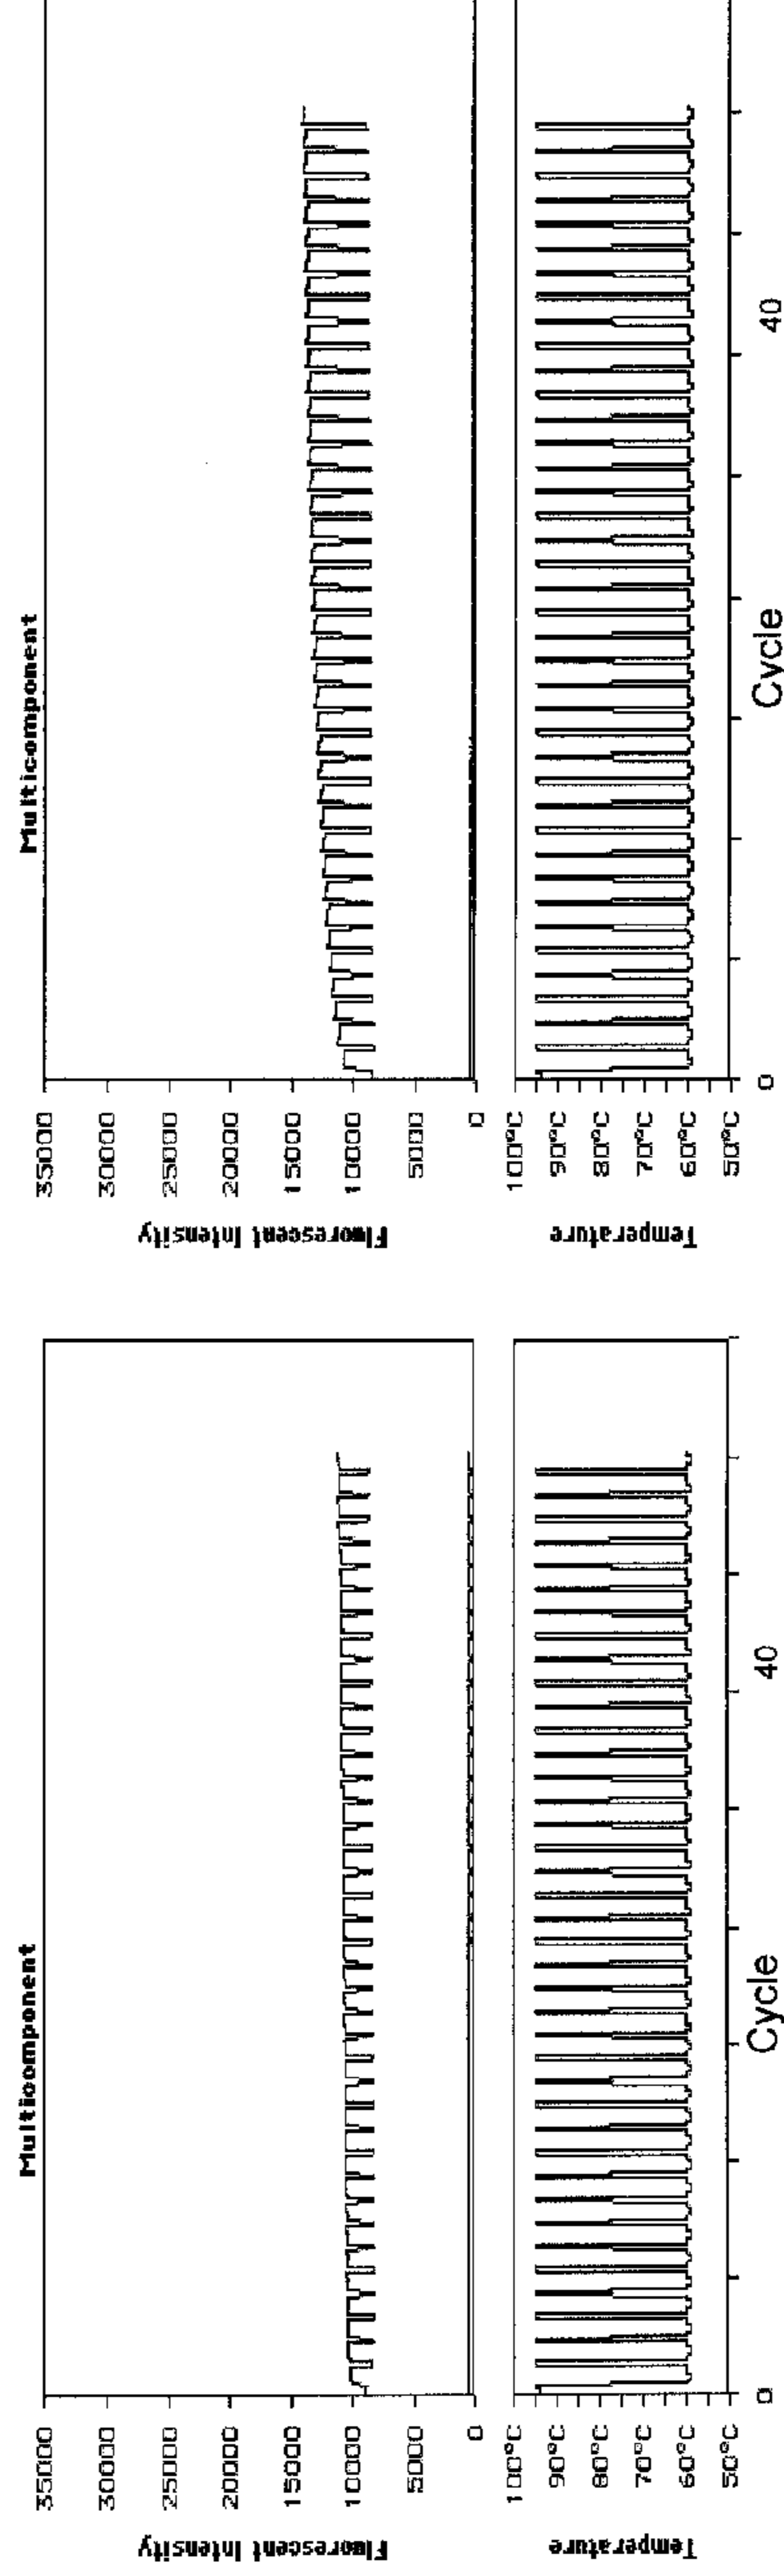 Multicomponent
Fluorescent Intensity
35000
30000
25000
20000
15000
10000
5000
0
Temperature
100°C
90°C
80°C
70°C
60°C
50°C
0
40
Cycle
Multicomponent
Fluorescent Intensity
35000
30000
25000
20000
15000
10000
5000
0
Temperature
100°C
90°C
80°C
70°C
60°C
50°C
0
40
Cycle